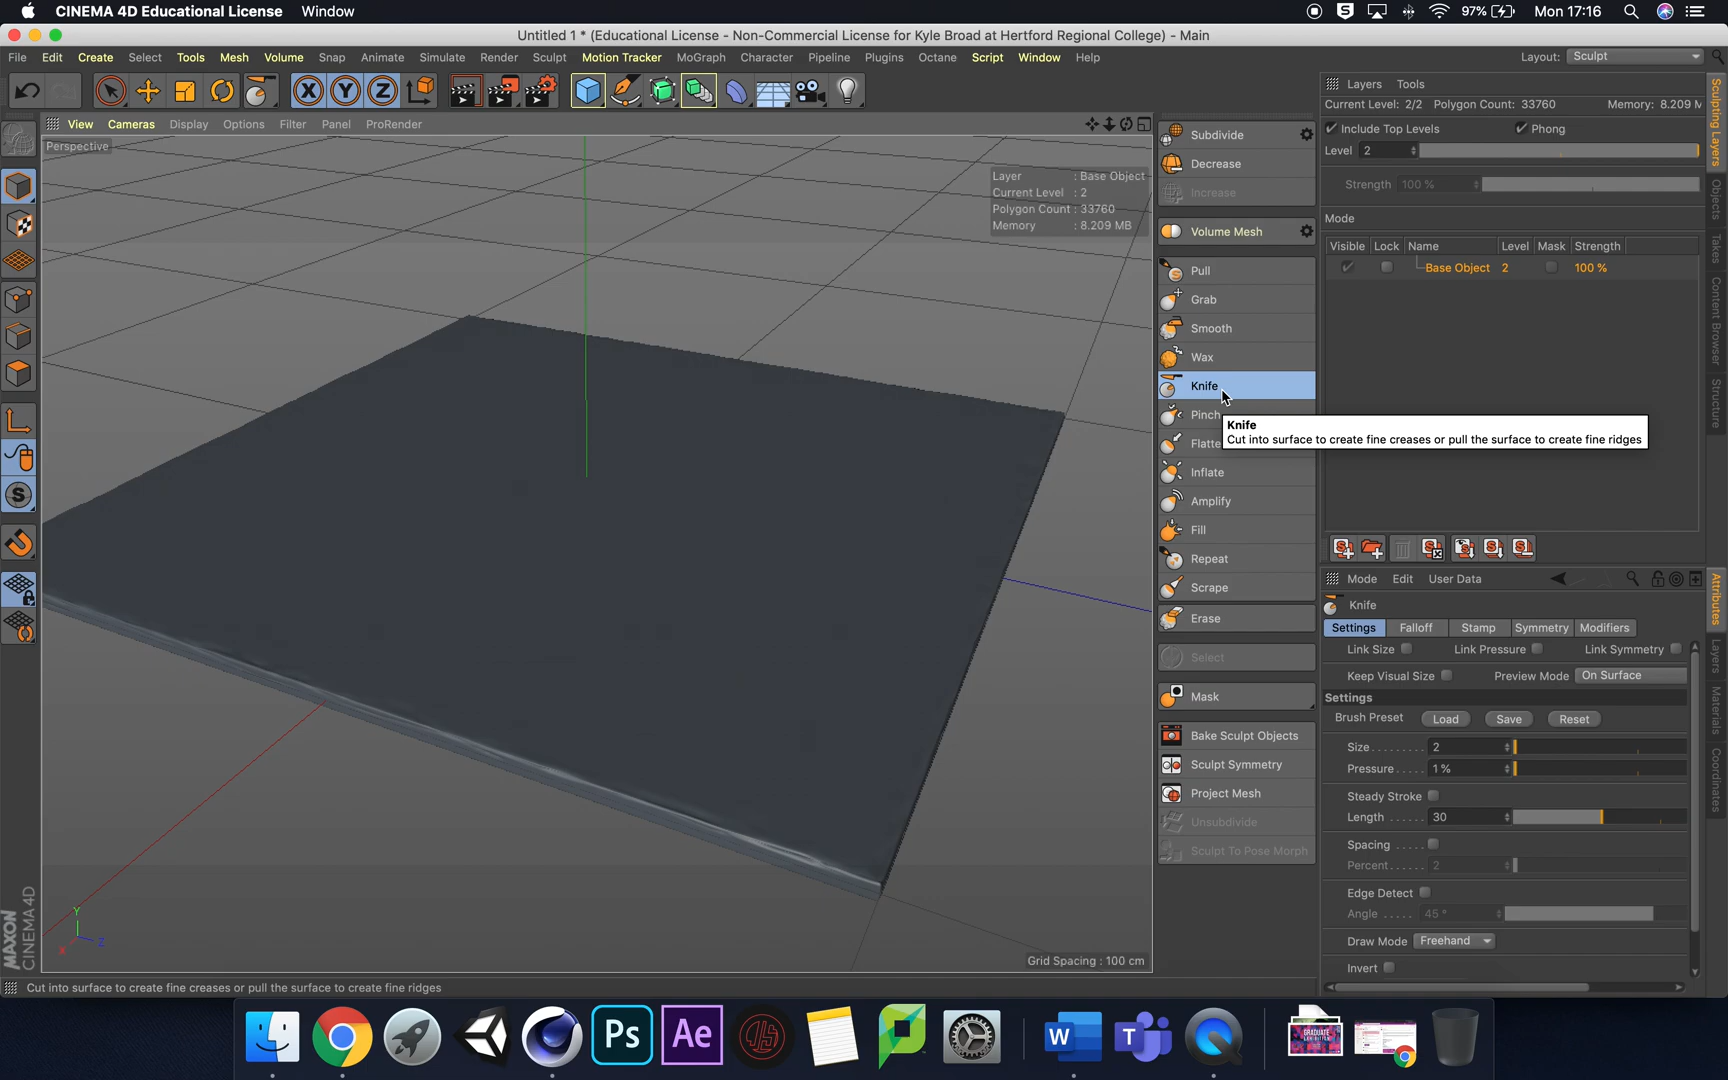 CINEMA 4D Educational License Window 97% Mon 17:16
Untitled 1 * (Educational License - Non-Commercial License for Kyle Broad at Hertford Regional College) - Main
File Edit Create Select Tools Mesh Volume Snap Animate Simulate Render Sculpt Motion Tracker MoGraph Character Pipeline Plugins Octane Script Window Help Layout: Sculpt
X Y Z
Layers Tools
Current Level: 2/2 Polygon Count: 33760 Memory: 8.209 M
View Cameras Display Options Filter Panel ProRender
Perspective
Layer : Base Object
Current Level : 2
Polygon Count : 33760
Memory : 8.209 MB
Subdivide
Decrease
Increase
Volume Mesh
Pull
Grab
Smooth
Wax
Knife
Pinch
Flatte
Inflate
Amplify
Fill
Repeat
Scrape
Erase
Select
Mask
Bake Sculpt Objects
Sculpt Symmetry
Project Mesh
Unsubdivide
Sculpt To Pose Morph
Knife
Cut into surface to create fine creases or pull the surface to create fine ridges
Include Top Levels Phong
Level 2
Strength 100 %
Mode
Visible Lock Name Level Mask Strength
Base Object 2 100 %
Mode Edit User Data
Knife
Settings Falloff Stamp Symmetry Modifiers
Link Size Link Pressure Link Symmetry
Keep Visual Size Preview Mode On Surface
Settings
Brush Preset Load Save Reset
Size........ 2
Pressure.... 1 %
Steady Stroke
Length ...... 30
Spacing .....
Percent...... 2
Edge Detect
Angle ..... 45 °
Draw Mode Freehand
Invert
Sculpting Layers
Objects
Takes
Content Browser
Structure
Attributes
Layers
Materials
Coordinates
Y
X
Z
Grid Spacing : 100 cm
MAXON
CINEMA 4D
Cut into surface to create fine creases or pull the surface to create fine ridges
Ps Ae W T
GRADUATE